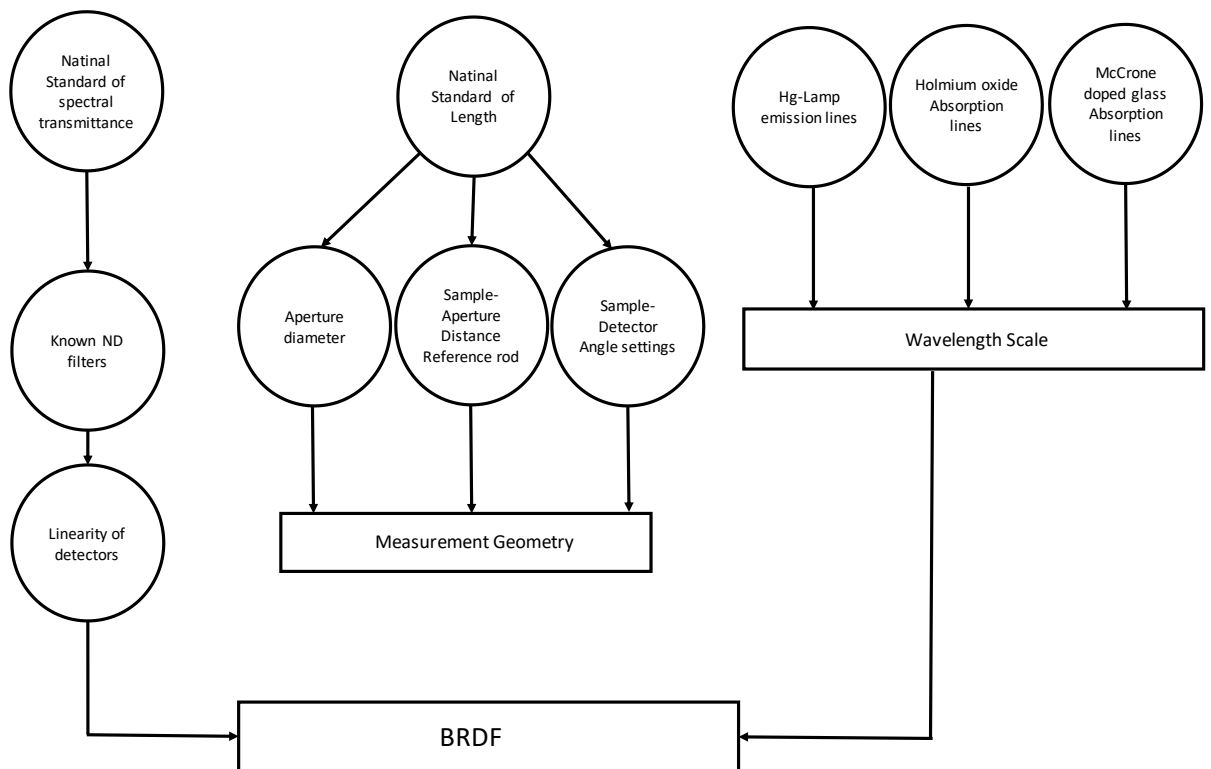 Natinal
Standard of
spectral
transmittance
Natinal
Standard of
Length
Hg-Lamp
emission lines
Holmium oxide
Absorption
lines
McCrone
doped glass
Absorption
lines
Known ND
filters
Aperture
diameter
Sample-
Aperture
Distance
Reference rod
Sample-
Detector
Angle settings
Wavelength Scale
Linearity of
detectors
Measurement Geometry
BRDF